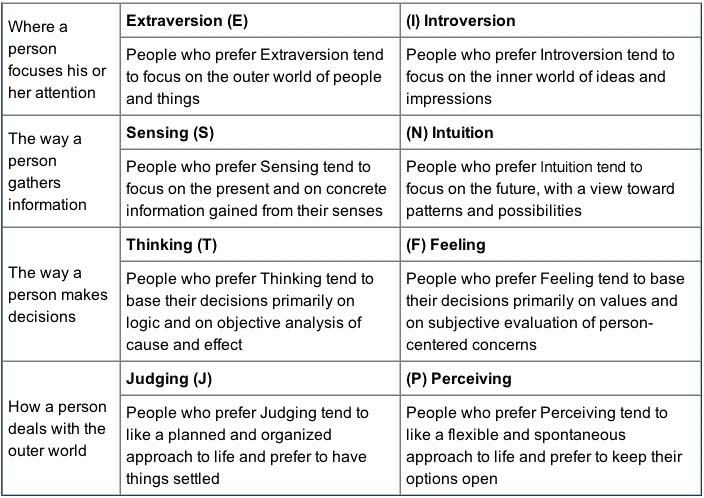 Where a
person
focuses his or
her attention
Extraversion (E)
People who prefer Extraversion tend
to focus on the outer world of people
and things
(I) Introversion
People who prefer Introversion tend to
focus on the inner world of ideas and
impressions
The way a
person
gathers
information
Sensing (S)
People who prefer Sensing tend to
focus on the present and on concrete
information gained from their senses
(N) Intuition
People who prefer Intuition tend to
focus on the future, with a view toward
patterns and possibilities
The way a
person makes
decisions
Thinking (T)
People who prefer Thinking tend to
base their decisions primarily on
logic and on objective analysis of
cause and effect
(F) Feeling
People who prefer Feeling tend to base
their decisions primarily on values and
on subjective evaluation of person-
centered concerns
How a person
deals with the
outer world
Judging (J)
People who prefer Judging tend to
like a planned and organized
approach to life and prefer to have
things settled
(P) Perceiving
People who prefer Perceiving tend to
like a flexible and spontaneous
approach to life and prefer to keep their
options open